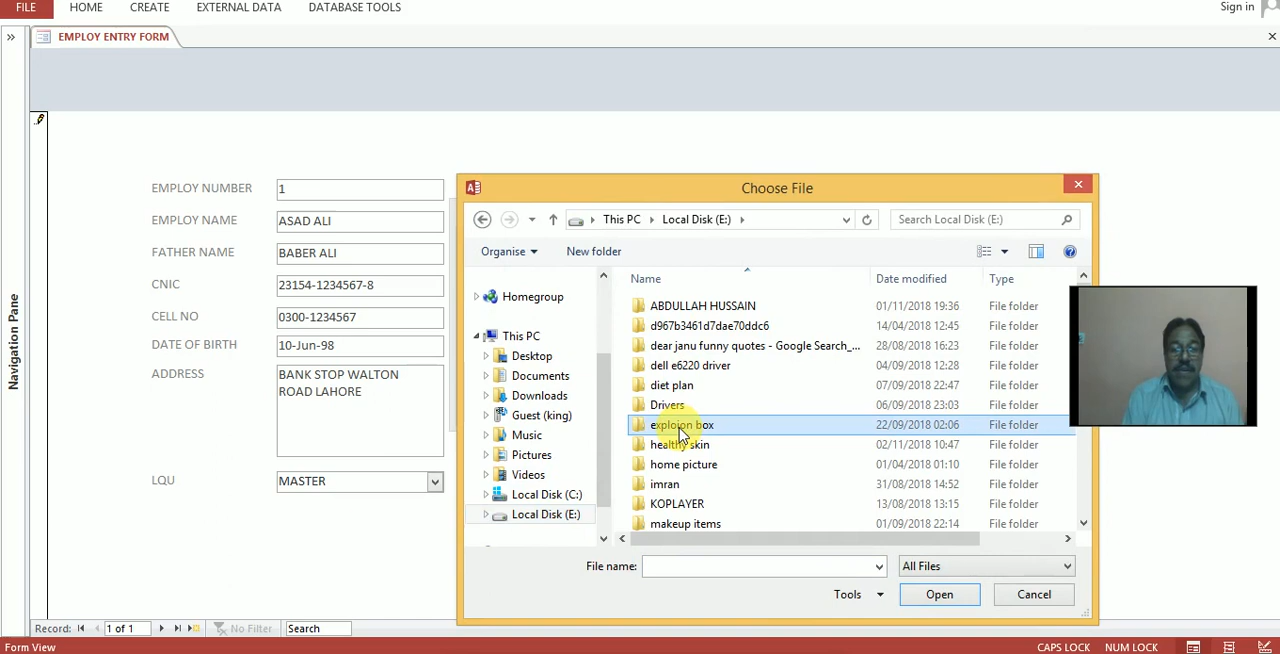 FILE HOME CREATE EXTERNAL DATA DATABASE TOOLS Sign in
EMPLOY ENTRY FORM
Navigation Pane
EMPLOY NUMBER 1
EMPLOY NAME ASAD ALI
FATHER NAME BABER ALI
CNIC 23154-1234567-8
CELL NO 0300-1234567
DATE OF BIRTH 10-Jun-98
ADDRESS BANK STOP WALTON
ROAD LAHORE
LQU MASTER
Choose File
This PC Local Disk (E:) Search Local Disk (E:)
Organise New folder
Homegroup
This PC
Desktop
Documents
Downloads
Guest (king)
Music
Pictures
Videos
Local Disk (C:)
Local Disk (E:)
Name Date modified Type
ABDULLAH HUSSAIN 01/11/2018 19:36 File folder
d967b3461d7dae70ddc6 14/04/2018 12:45 File folder
dear janu funny quotes - Google Search_... 28/08/2018 16:23 File folder
dell e6220 driver 04/09/2018 12:28 File folder
diet plan 07/09/2018 22:47 File folder
Drivers 06/09/2018 23:03 File folder
exploion box 22/09/2018 02:06 File folder
healthy skin 02/11/2018 10:47 File folder
home picture 01/04/2018 01:10 File folder
imran 31/08/2018 14:52 File folder
KOPLAYER 13/08/2018 13:15 File folder
makeup items 01/09/2018 22:14 File folder
File name: All Files
Tools Open Cancel
Record: 1 of 1 No Filter Search
Form View CAPS LOCK NUM LOCK